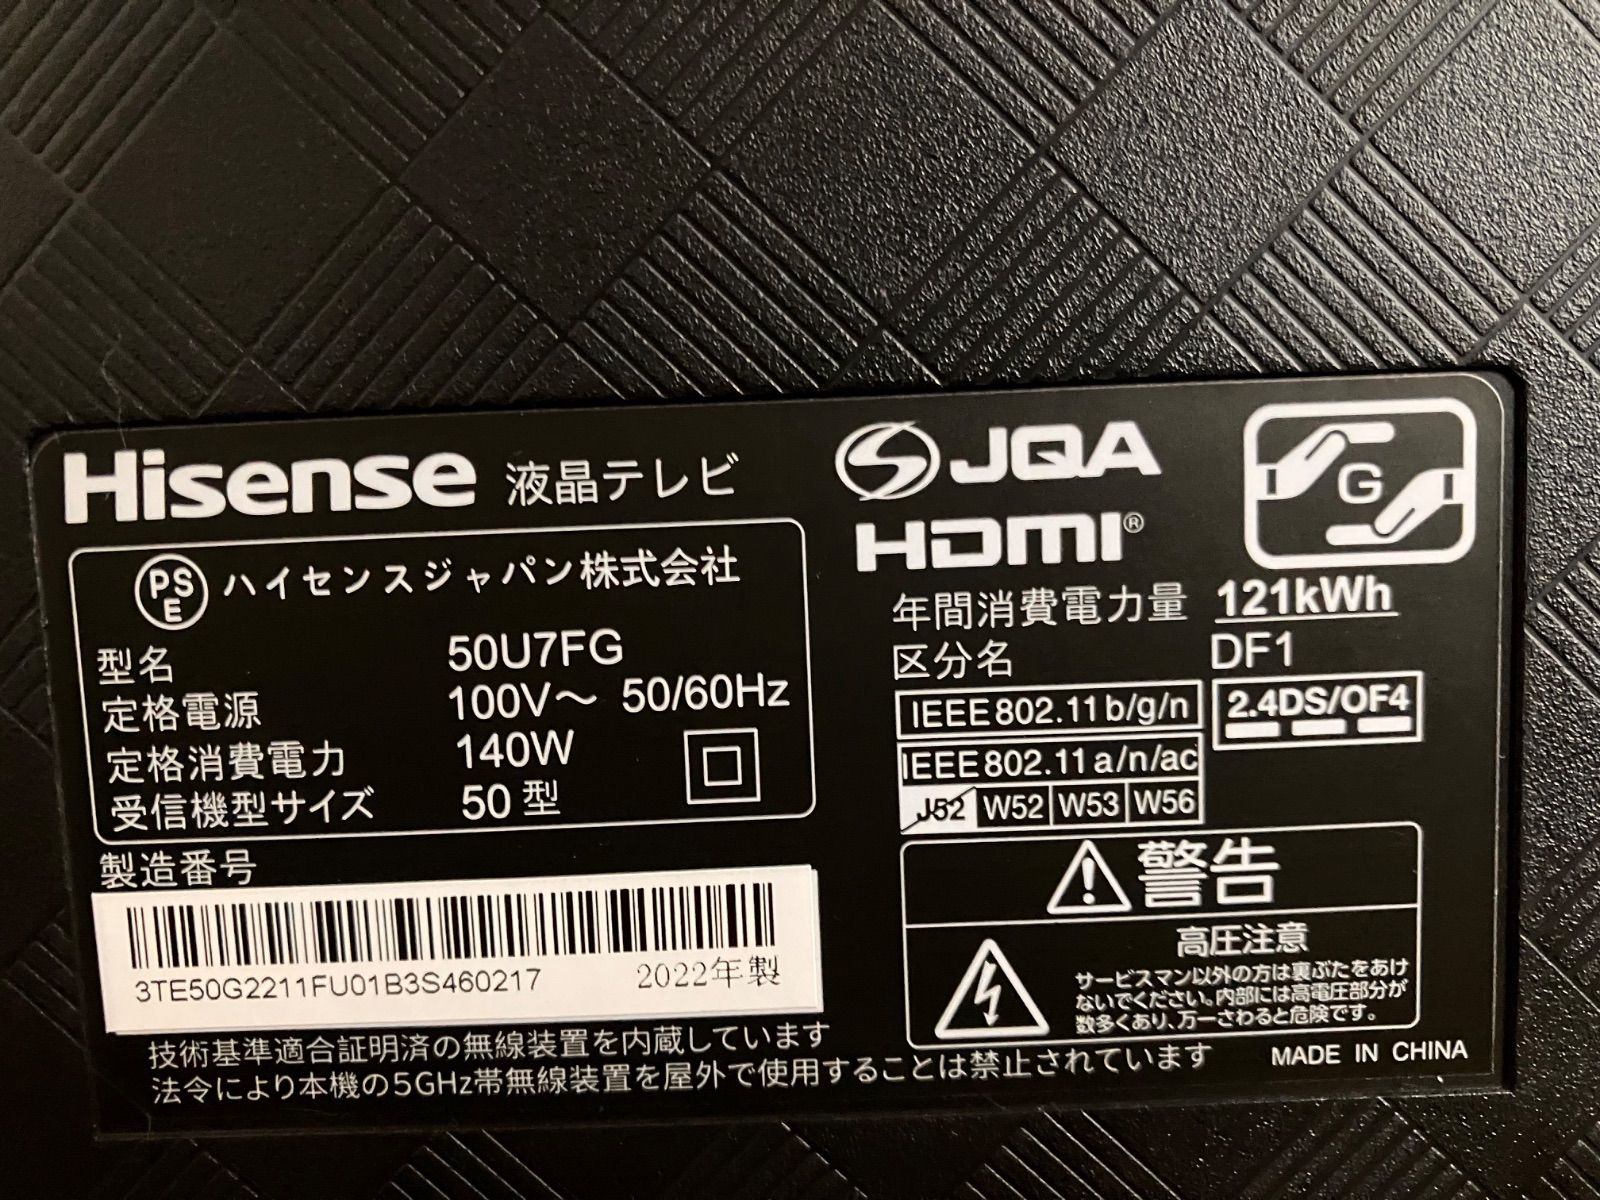 Hisense 液晶テレビ
PSE ハイセンスジャパン株式会社
型名 50U7FG
定格電源 100V～ 50/60Hz
定格消費電力 140W
受信機型サイズ 50型
製造番号
3TE50G2211FU01B3S460217 2022年製
JQA
HDMI®
G
年間消費電力量 121kWh
区分名 DF1
IEEE802.11b/g/n
2.4DS/OF4
IEEE802.11a/n/ac
J52 W52 W53 W56
警告
高圧注意
サービスマン以外の方は裏ぶたをあけ
ないでください。内部には高電圧部分が
数多くあり、万一さわると危険です。
技術基準適合証明済の無線装置を内蔵しています
法令により本機の5GHz帯無線装置を屋外で使用することは禁止されています
MADE IN CHINA